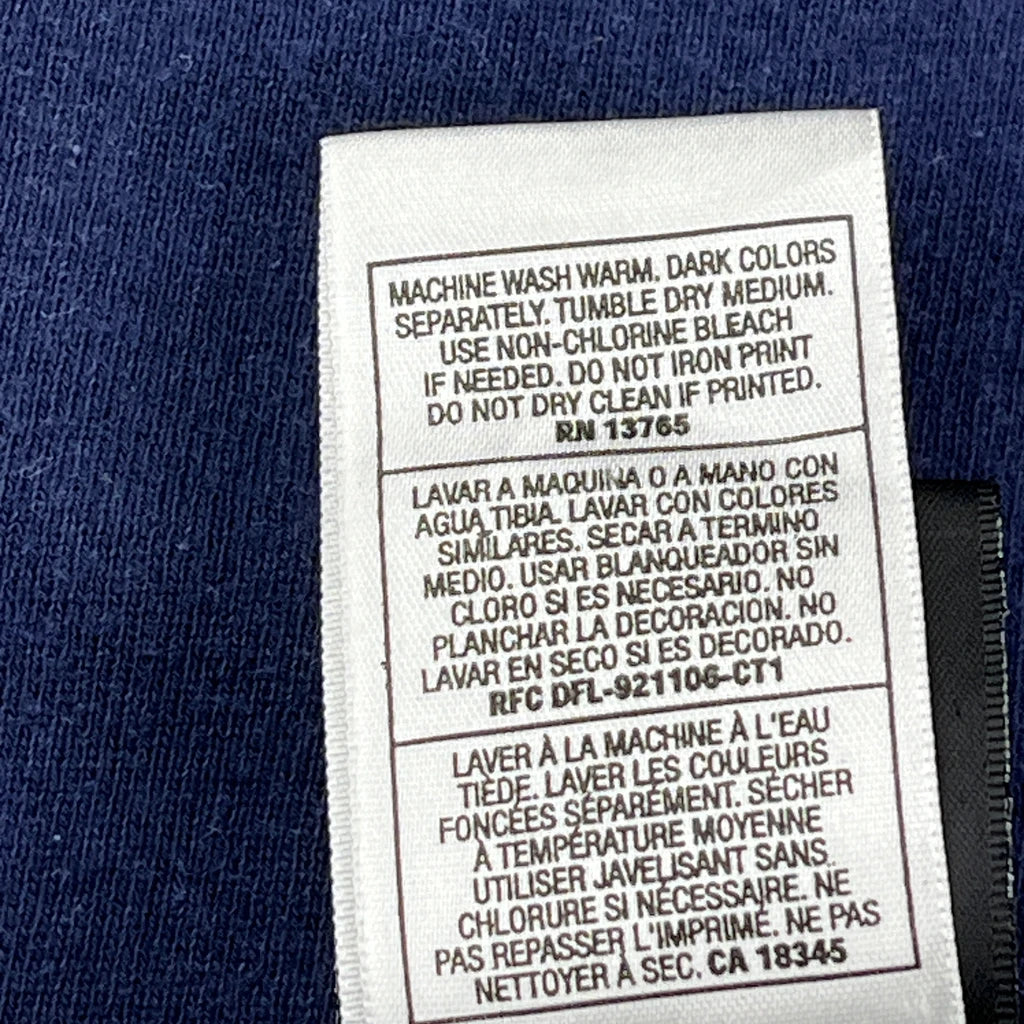 MACHINE WASH WARM. DARK COLORS
SEPARATELY. TUMBLE DRY MEDIUM.
USE NON-CHLORINE BLEACH
IF NEEDED. DO NOT IRON PRINT
DO NOT DRY CLEAN IF PRINTED.
RN 13765
LAVAR A MAQUINA O A MANO CON
AGUA TIBIA. LAVAR CON COLORES
SIMILARES. SECAR A TERMINO
MEDIO. USAR BLANQUEADOR SIN
CLORO SI ES NECESARIO. NO
PLANCHAR LA DECORACION. NO
LAVAR EN SECO SI ES DECORADO.
RFC DFL-921106-CT1
LAVER À LA MACHINE À L'EAU
TIÈDE. LAVER LES COULEURS
FONCÉES SÉPARÉMENT. SÉCHER
À TEMPÉRATURE MOYENNE
UTILISER JAVELISANT SANS
CHLORURE SI NÉCESSAIRE. NE
PAS REPASSER L'IMPRIMÉ. NE PAS
NETTOYER À SEC. CA 18345